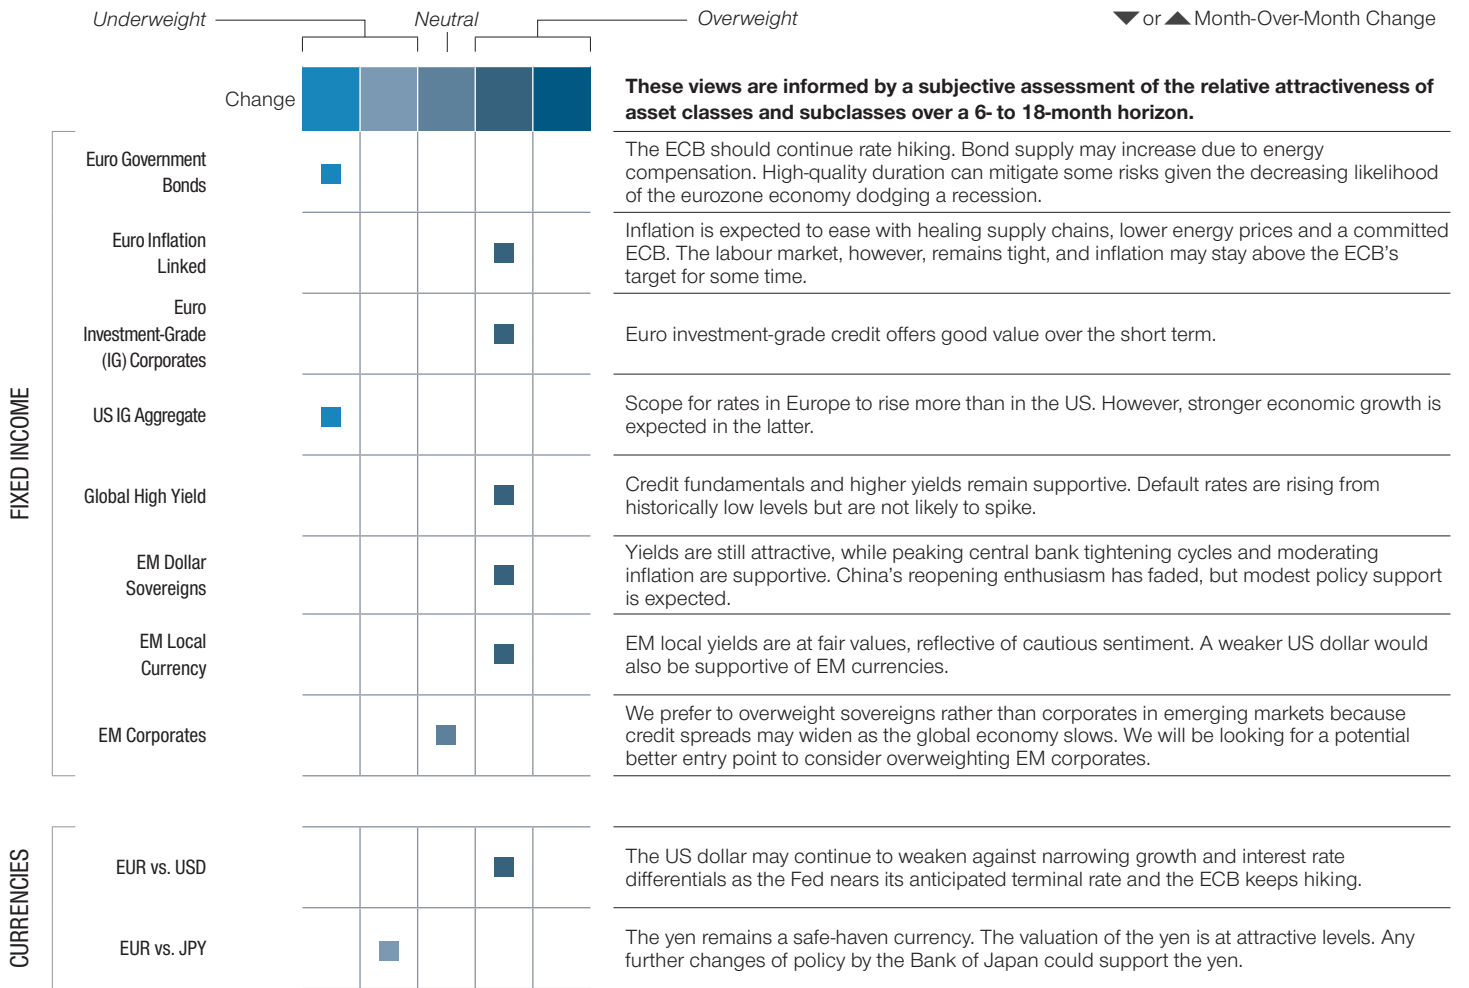 Underweight
Neutral
Overweight
▼ or ▲ Month-Over-Month Change
Change
These views are informed by a subjective assessment of the relative attractiveness of
asset classes and subclasses over a 6- to 18-month horizon.
FIXED INCOME
Euro Government
Bonds
The ECB should continue rate hiking. Bond supply may increase due to energy
compensation. High-quality duration can mitigate some risks given the decreasing likelihood
of the eurozone economy dodging a recession.
Euro Inflation
Linked
Inflation is expected to ease with healing supply chains, lower energy prices and a committed
ECB. The labour market, however, remains tight, and inflation may stay above the ECB's
target for some time.
Euro
Investment-Grade
(IG) Corporates
Euro investment-grade credit offers good value over the short term.
US IG Aggregate
Scope for rates in Europe to rise more than in the US. However, stronger economic growth is
expected in the latter.
Global High Yield
Credit fundamentals and higher yields remain supportive. Default rates are rising from
historically low levels but are not likely to spike.
EM Dollar
Sovereigns
Yields are still attractive, while peaking central bank tightening cycles and moderating
inflation are supportive. China's reopening enthusiasm has faded, but modest policy support
is expected.
EM Local
Currency
EM local yields are at fair values, reflective of cautious sentiment. A weaker US dollar would
also be supportive of EM currencies.
EM Corporates
We prefer to overweight sovereigns rather than corporates in emerging markets because
credit spreads may widen as the global economy slows. We will be looking for a potential
better entry point to consider overweighting EM corporates.
CURRENCIES
EUR vs. USD
The US dollar may continue to weaken against narrowing growth and interest rate
differentials as the Fed nears its anticipated terminal rate and the ECB keeps hiking.
EUR vs. JPY
The yen remains a safe-haven currency. The valuation of the yen is at attractive levels. Any
further changes of policy by the Bank of Japan could support the yen.